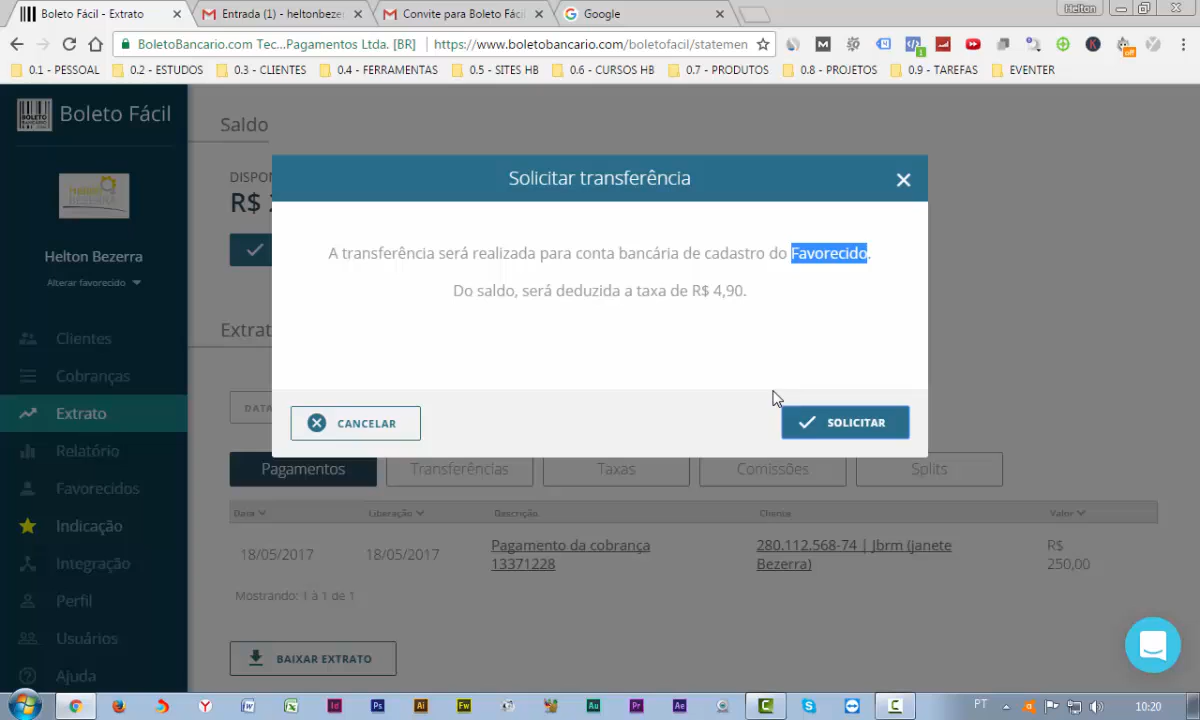 Boleto Fácil - Extrato
Entrada (1) - heltonbezer
Convite para Boleto Fácil
Google
Helton
BoletoBancario.com Tec...Pagamentos Ltda. [BR]
https://www.boletobancario.com/boletofacil/statemen
0.1 - PESSOAL
0.2 - ESTUDOS
0.3 - CLIENTES
0.4 - FERRAMENTAS
0.5 - SITES HB
0.6 - CURSOS HB
0.7 - PRODUTOS
0.8 - PROJETOS
0.9 - TAREFAS
EVENTER
Boleto Fácil
Helton Bezerra
Alterar favorecido
Clientes
Cobranças
Extrato
Relatório
Favorecidos
Indicação
Integração
Perfil
Usuários
Ajuda
Saldo
R$
Solicitar transferência
A transferência será realizada para conta bancária de cadastro do Favorecido.
Do saldo, será deduzida a taxa de R$ 4,90.
CANCELAR
SOLICITAR
Pagamentos
Transferências
Taxas
Comissões
Splits
Data
Liberação
Descrição
Cliente
Valor
18/05/2017
18/05/2017
Pagamento da cobrança
13371228
280.112.568-74 | Jbrm (janete
Bezerra)
R$
250,00
Mostrando: 1 à 1 de 1
BAIXAR EXTRATO
PT
10:20